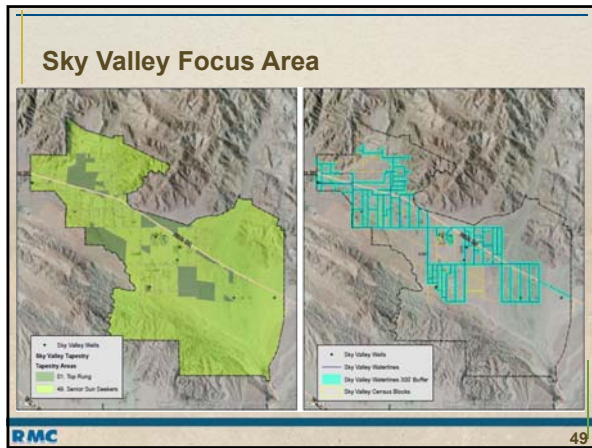 Sky Valley Focus Area
Sky Valley Wells
Sky Valley Tapestry
Tapestry Areas
01. Top Rung
49. Senior Sun Seekers
Sky Valley Wells
Sky Valley Waterlines
Sky Valley Waterlines 300' Buffer
Sky Valley Census Blocks
RMC
49